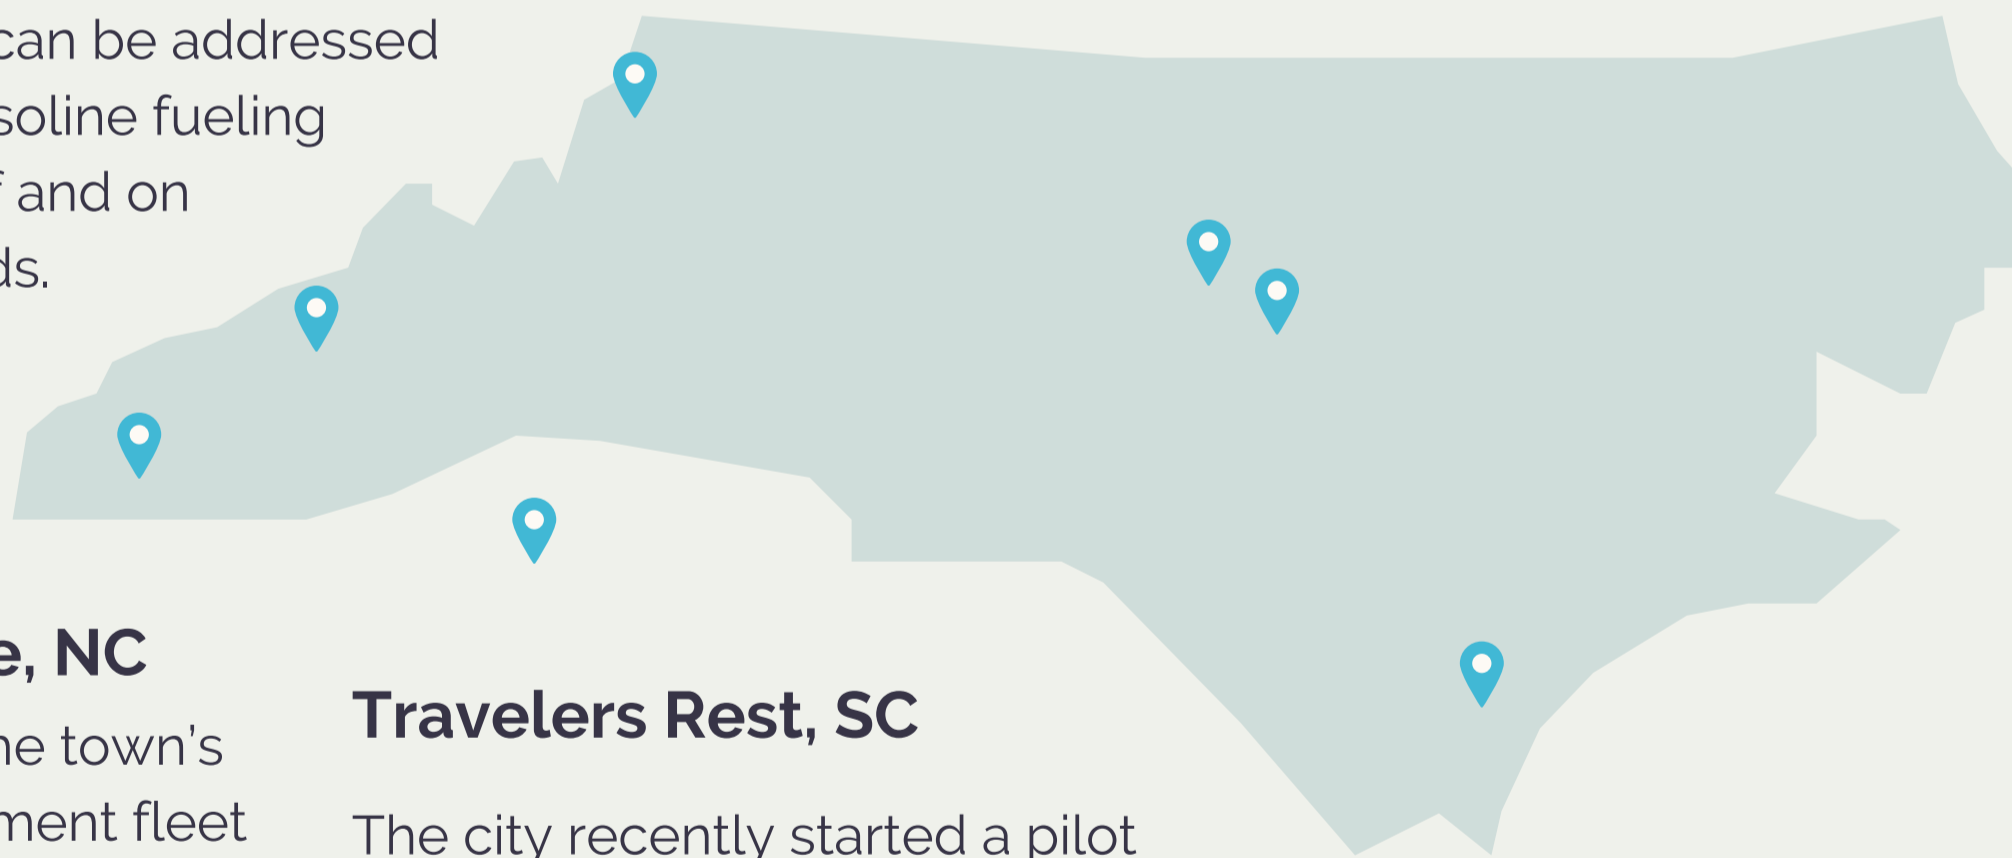 can be addressed
soline fueling
and on
ds.
e, NC
he town's
ment fleet
Travelers Rest, SC
The city recently started a pilot